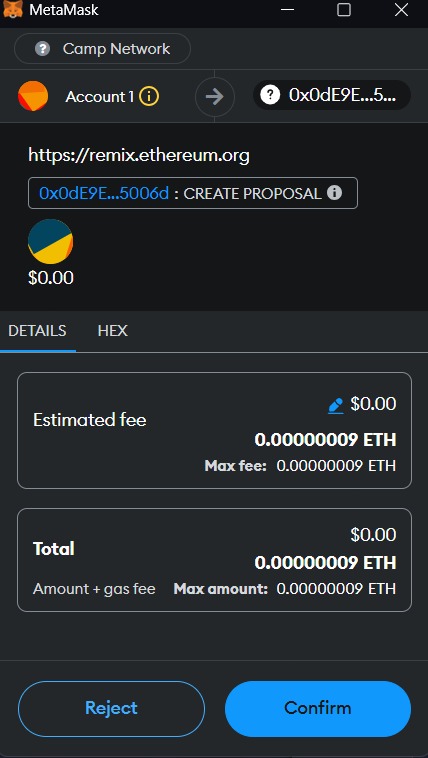 MetaMask
Camp Network
Account 1
0x0dE9E...5...
https://remix.ethereum.org
0x0dE9E...5006d : CREATE PROPOSAL
$0.00
DETAILS HEX
$0.00
Estimated fee
0.00000009 ETH
Max fee: 0.00000009 ETH
$0.00
Total
0.00000009 ETH
Amount + gas fee Max amount: 0.00000009 ETH
Reject Confirm